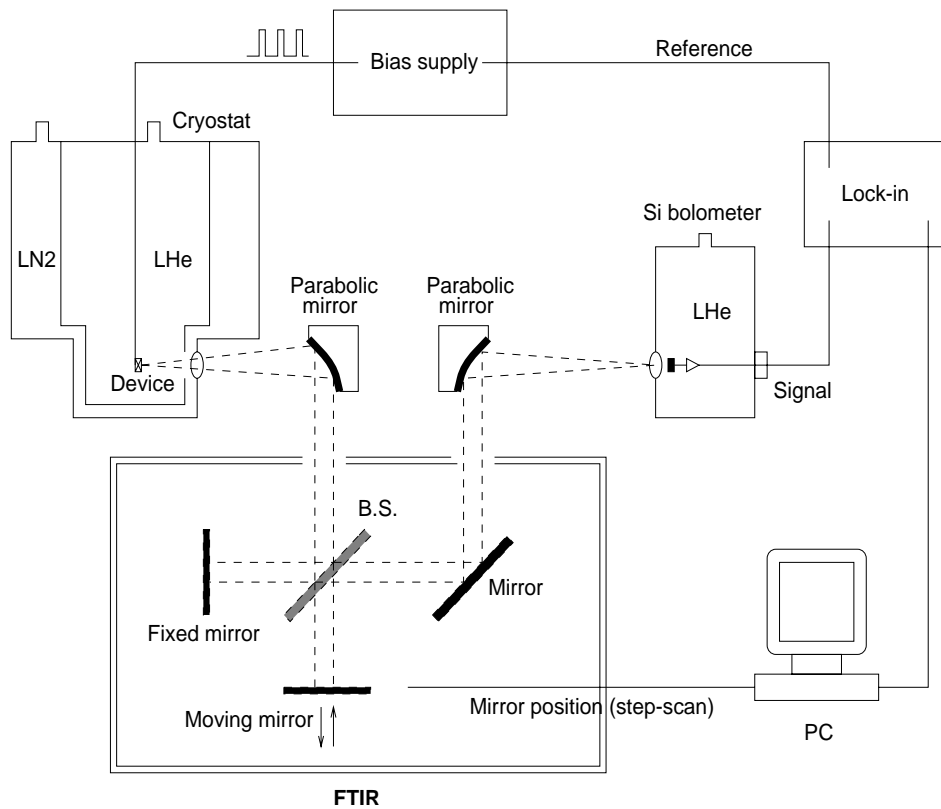 Bias supply
Reference
Cryostat
Lock-in
Si bolometer
LN2
LHe
LHe
Parabolic
mirror
Parabolic
mirror
Device
Signal
B.S.
Mirror
Fixed mirror
Moving mirror
Mirror position (step-scan)
PC
FTIR